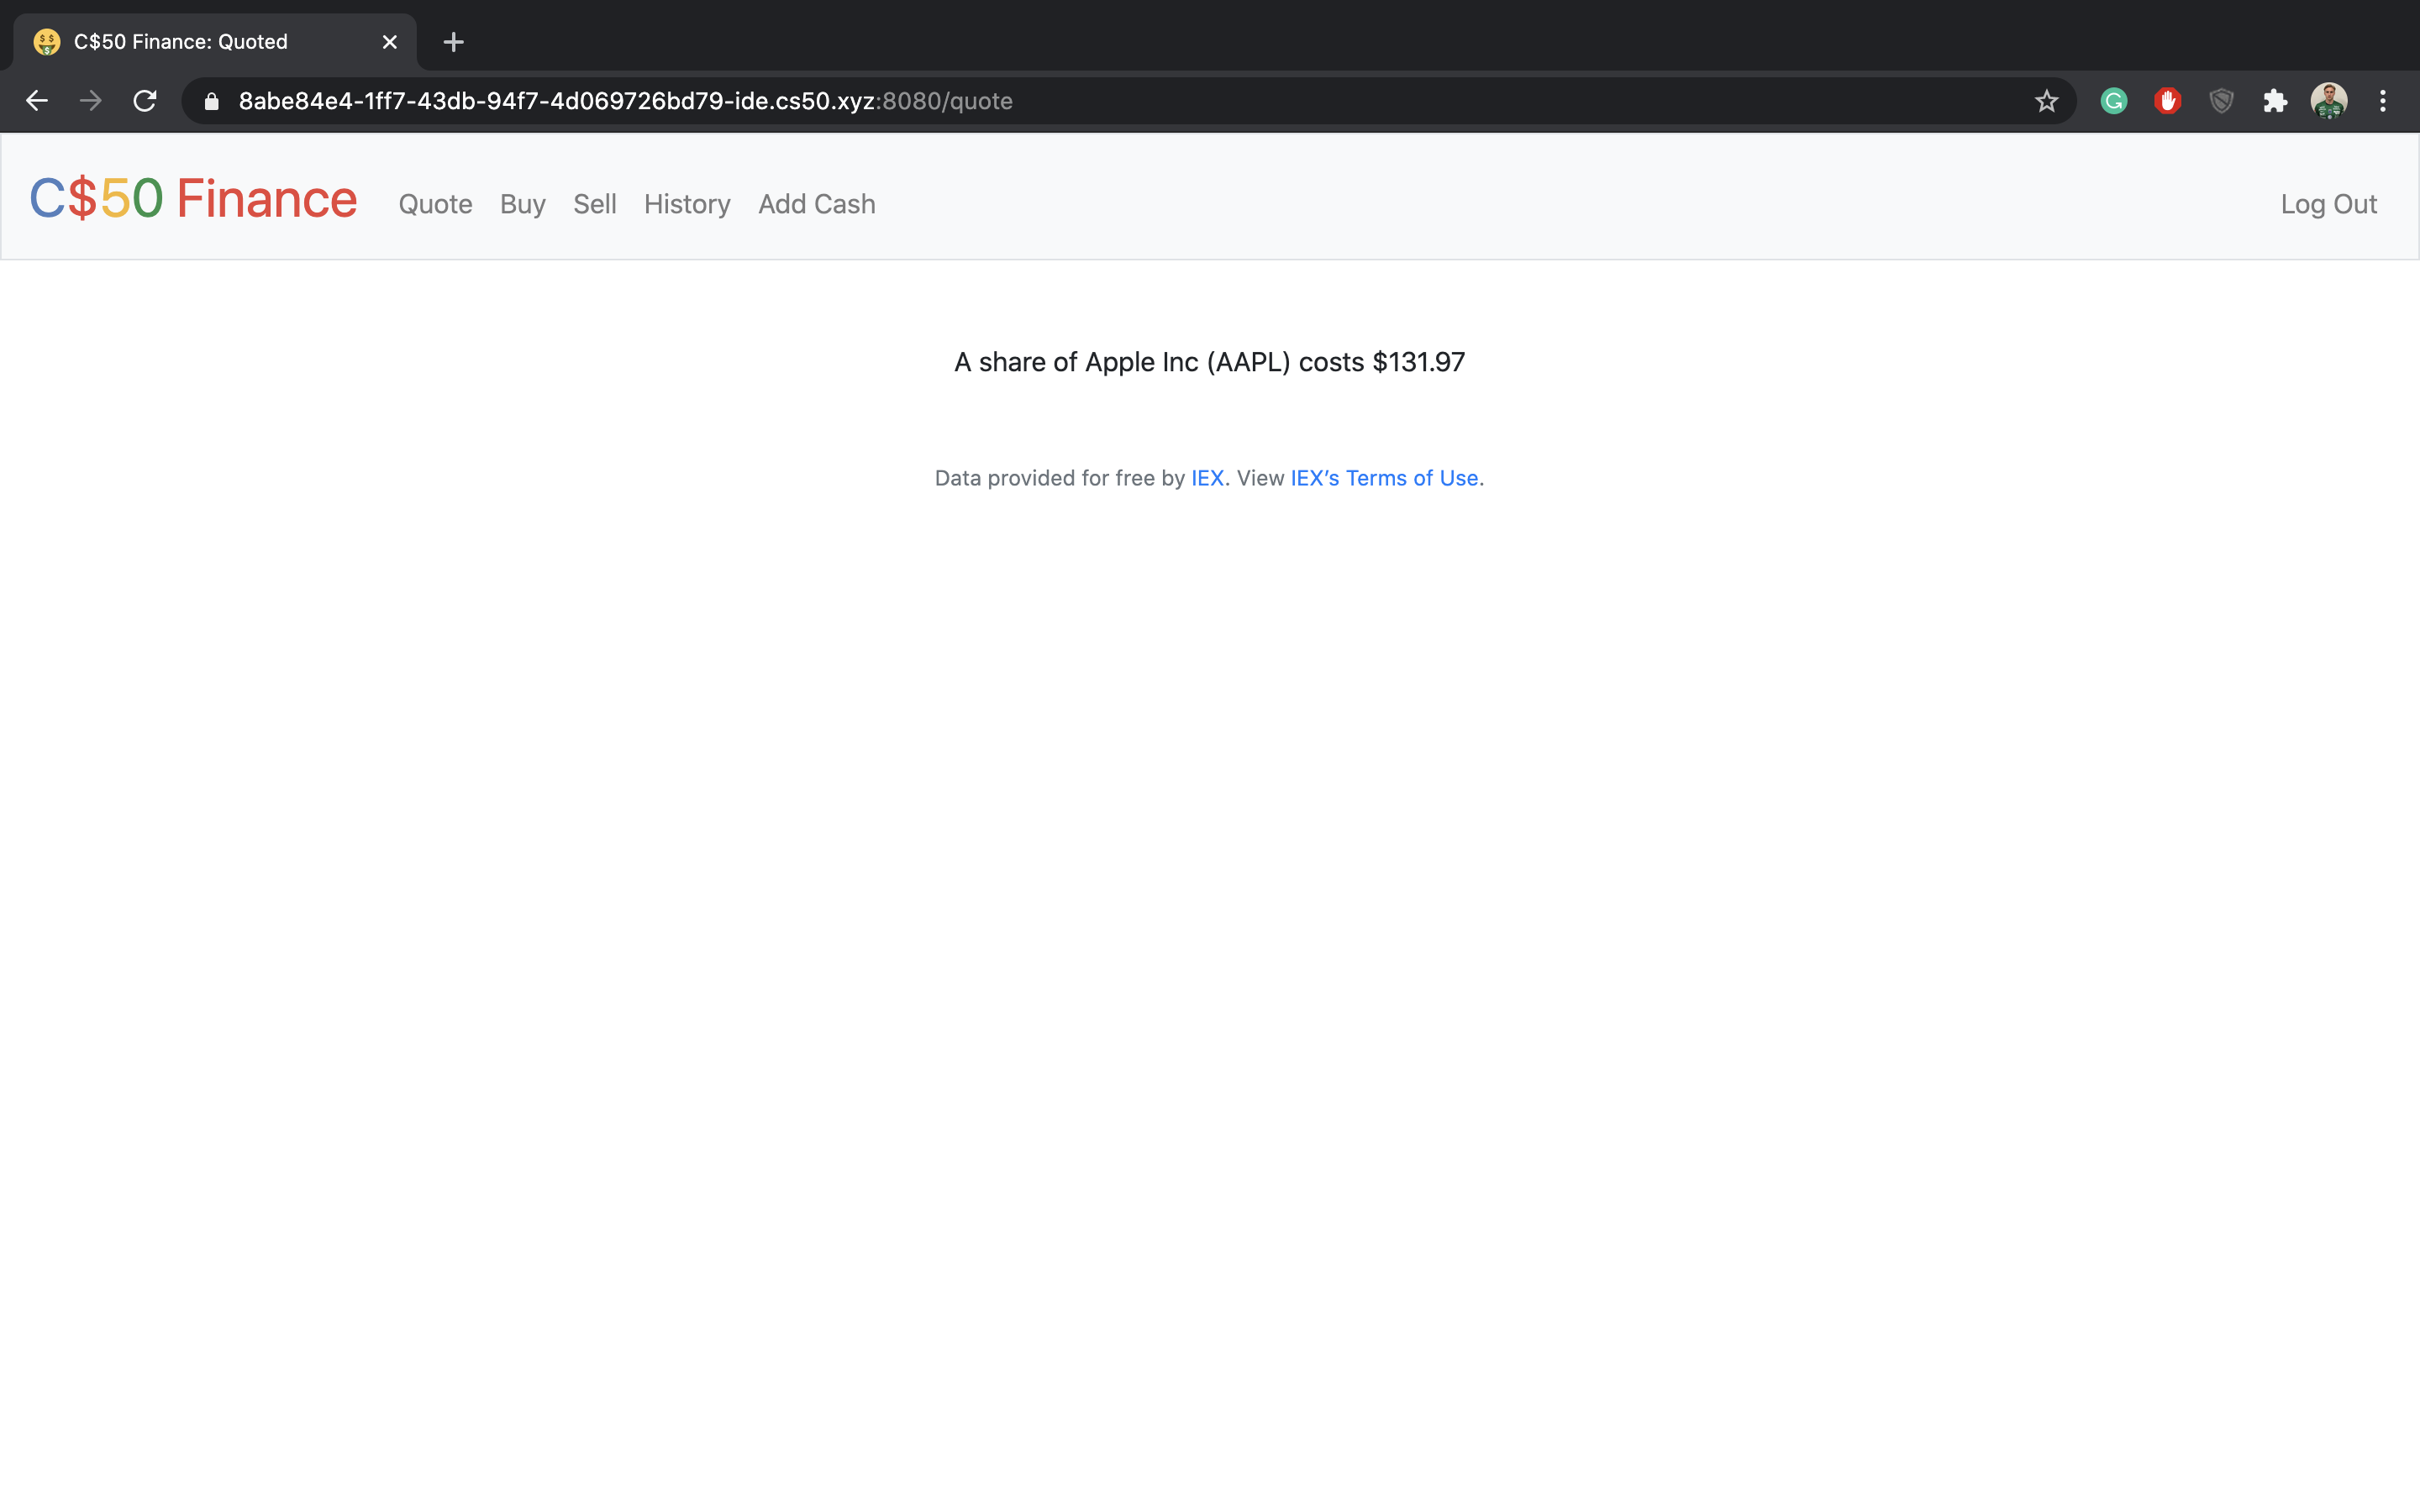 C$50 Finance: Quoted
8abe84e4-1ff7-43db-94f7-4d069726bd79-ide.cs50.xyz:8080/quote
C$50 Finance Quote Buy Sell History Add Cash Log Out
A share of Apple Inc (AAPL) costs $131.97
Data provided for free by IEX. View IEX’s Terms of Use.